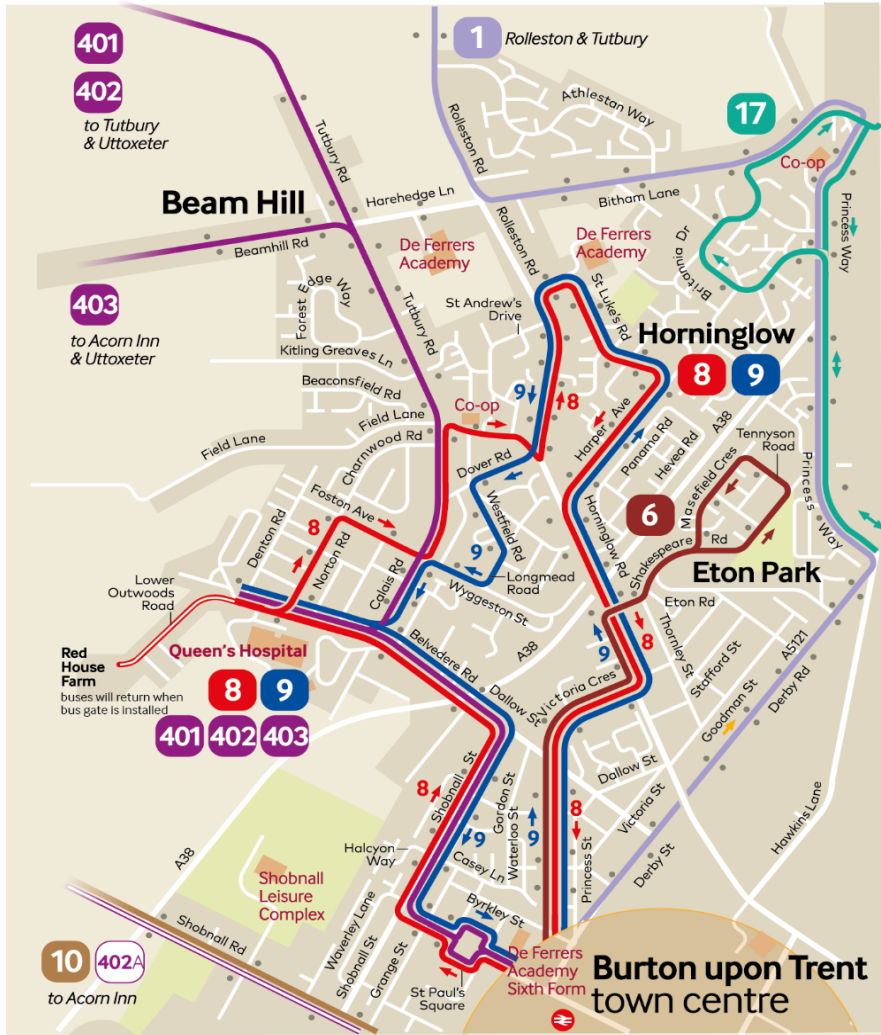 401
402
to Tutbury
& Uttoxeter
1
Rolleston & Tutbury
Athlestan Way
17
Rolleston Rd
Tutbury Rd
Co-op
Beam Hill
Harehedge Ln
Bitham Lane
Princess Way
Beamhill Rd
De Ferrers
Academy
Rolleston Rd
De Ferrers
Academy
Brittannia Dr
403
to Acorn Inn
& Uttoxeter
Forest Edge Way
Tutbury Rd
St Andrew's
Drive
St Luke's Rd
Horninglow
8
9
Kitling Greaves Ln
Beaconsfield Rd
9
8
Co-op
Field Lane
Field Lane
Charnwood Rd
Harper Ave
Panama Rd
Hevea Rd
A38
Tennyson
Road
Dover Rd
Masefield Cres
Princess Way
Foston Ave
Westfield Rd
6
Denton Rd
8
Norton Rd
Horninglow Rd
Shakespeare Rd
9
Calais Rd
Longmead
Road
Eton Park
Lower
Outwoods
Road
Wyggeston St
Eton Rd
Red
House
Farm
buses will return when
bus gate is installed
Queen's Hospital
8
9
401
402
403
Belvedere Rd
A38
9
8
Thornley St
Stafford St
A5121
Derby Rd
Goodman St
Victoria Cres
Dallow St
Dallow St
8
Shobnall St
9
Gordon St
Waterloo St
9
8
Princess St
Victoria St
Derby St
Hawkins Lane
Halcyon
Way
Casey Ln
A38
Shobnall
Leisure
Complex
Byrkley St
Waverley Lane
Shobnall St
Grange St
Shobnall Rd
10
402A
to Acorn Inn
St Paul's
Square
De Ferrers
Academy
Sixth Form
Burton upon Trent
town centre